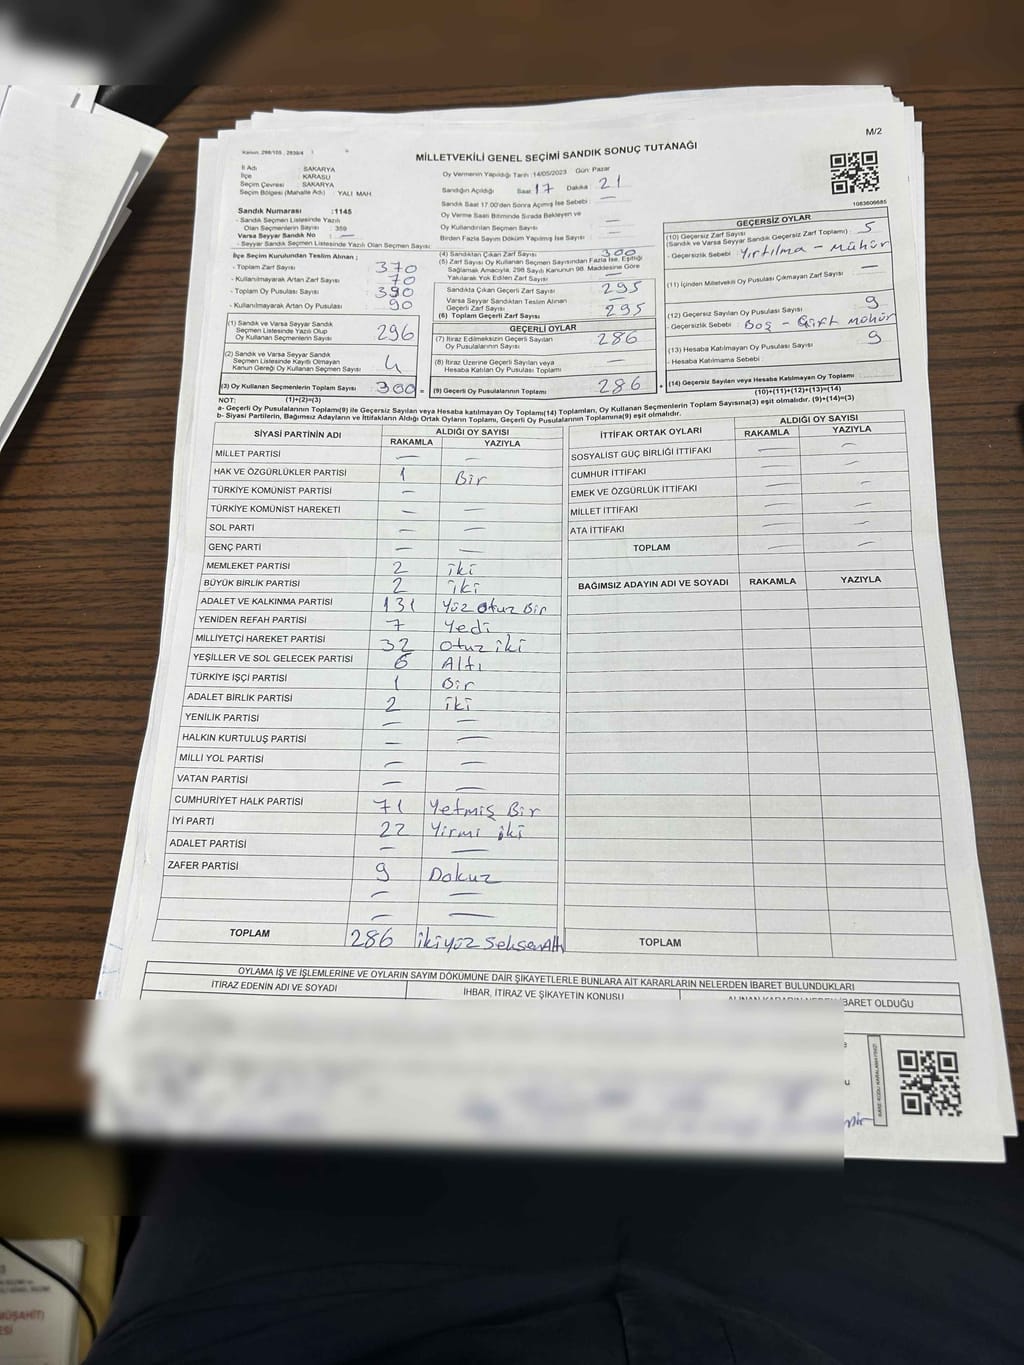 Kanun: 298/105, 2839/4
M/2
MİLLETVEKİLİ GENEL SEÇİMİ SANDIK SONUÇ TUTANAĞI
İl Adı : SAKARYA
İlçe : KARASU
Seçim Çevresi : SAKARYA
Seçim Bölgesi (Mahalle Adı) : YALI MAH.
Sandık Numarası : 1145
- Sandık Seçmen Listesinde Yazılı
Olan Seçmenlerin Sayısı : 359
Varsa Seyyar Sandık No : —
- Seyyar Sandık Seçmen Listesinde Yazılı Olan Seçmen Sayısı:
İlçe Seçim Kurulundan Teslim Alınan ;
- Toplam Zarf Sayısı 370
- Kullanılmayarak Artan Zarf Sayısı 70
- Toplam Oy Pusulası Sayısı 390
- Kullanılmayarak Artan Oy Pusulası 90
(1) Sandık ve Varsa Seyyar Sandık
Seçmen Listesinde Yazılı Olup
Oy Kullanan Seçmenlerin Sayısı 296
(2) Sandık ve Varsa Seyyar Sandık
Seçmen Listesinde Kayıtlı Olmayan
Kanun Gereği Oy Kullanan Seçmen Sayısı 4
(3) Oy Kullanan Seçmenlerin Toplam Sayısı 300 =
(1)+(2)=(3)
Oy Vermenin Yapıldığı Tarih : 14/05/2023 Gün: Pazar
Sandığın Açıldığı Saat 17 Dakika 21
Sandık Saat 17.00'den Sonra Açımış İse Sebebi : —
Oy Verme Saati Bitiminde Sırada Bekleyen ve
Oy Kullandırılan Seçmen Sayısı : —
Birden Fazla Sayım Döküm Yapılmış İse Sayısı : —
(4) Sandıktan Çıkan Zarf Sayısı : 300
(5) Zarf Sayısı Oy Kullanan Seçmen Sayısından Fazla İse, Eşitliği
Sağlamak Amacıyla, 298 Sayılı Kanunun 98. Maddesine Göre
Yakılarak Yok Edilen Zarf Sayısı : —
Sandıkta Çıkan Geçerli Zarf Sayısı : 295
Varsa Seyyar Sandıktan Teslim Alınan
Geçerli Zarf Sayısı : —
(6) Toplam Geçerli Zarf Sayısı : 295
GEÇERLİ OYLAR
(7) İtiraz Edilmeksizin Geçerli Sayılan
Oy Pusulalarının Sayısı : 286
(8) İtiraz Üzerine Geçerli Sayılan veya
Hesaba Katılan Oy Pusulası Toplamı : —
(9) Geçerli Oy Pusulalarının Toplamı 286 +
1083606685
GEÇERSİZ OYLAR
(10) Geçersiz Zarf Sayısı
(Sandık ve Varsa Seyyar Sandık Geçersiz Zarf Toplamı) : 5
- Geçersizlik Sebebi : Yırtılma - Mühür
(11) İçinden Milletvekili Oy Pusulası Çıkmayan Zarf Sayısı : —
(12) Geçersiz Sayılan Oy Pusulası Sayısı : 9
- Geçersizlik Sebebi : Boş - Çift mühür
(13) Hesaba Katılmayan Oy Pusulası Sayısı : 9
Hesaba Katılmama Sebebi :
(14) Geçersiz Sayılan veya Hesaba Katılmayan Oy Toplamı
(10)+(11)+(12)+(13)=(14)
NOT:
a- Geçerli Oy Pusulalarının Toplamı(9) ile Geçersiz Sayılan veya Hesaba katılmayan Oy Toplamı(14) Toplamları, Oy Kullanan Seçmenlerin Toplam Sayısına(3) eşit olmalıdır. (9)+(14)=(3)
b- Siyasi Partilerin, Bağımsız Adayların ve İttifakların Aldığı Ortak Oyların Toplamı, Geçerli Oy Pusulalarının Toplamına(9) eşit olmalıdır.
SİYASİ PARTİNİN ADI ALDIĞI OY SAYISI
RAKAMLA YAZIYLA
MİLLET PARTİSİ — —
HAK VE ÖZGÜRLÜKLER PARTİSİ 1 Bir
TÜRKİYE KOMÜNİST PARTİSİ —
TÜRKİYE KOMÜNİST HAREKETİ — —
SOL PARTİ — —
GENÇ PARTİ — —
MEMLEKET PARTİSİ 2 iki
BÜYÜK BİRLİK PARTİSİ 2 iki
ADALET VE KALKINMA PARTİSİ 131 Yüz otuz Bir
YENİDEN REFAH PARTİSİ 7 Yedi
MİLLİYETÇİ HAREKET PARTİSİ 32 otuz iki
YEŞİLLER VE SOL GELECEK PARTİSİ 6 Altı
TÜRKİYE İŞÇİ PARTİSİ 1 Bir
ADALET BİRLİK PARTİSİ 2 iki
YENİLİK PARTİSİ — —
HALKIN KURTULUŞ PARTİSİ — —
MİLLİ YOL PARTİSİ — —
VATAN PARTİSİ — —
CUMHURİYET HALK PARTİSİ 71 Yetmiş Bir
İYİ PARTİ 22 Yirmi iki
ADALET PARTİSİ — —
ZAFER PARTİSİ 9 Dokuz
— —
— —
TOPLAM 286 ikiyüz SeksenAltı
İTTİFAK ORTAK OYLARI ALDIĞI OY SAYISI
RAKAMLA YAZIYLA
SOSYALİST GÜÇ BİRLİĞİ İTTİFAKI — —
CUMHUR İTTİFAKI — —
EMEK VE ÖZGÜRLÜK İTTİFAKI — —
MİLLET İTTİFAKI — —
ATA İTTİFAKI — —
TOPLAM — —
BAĞIMSIZ ADAYIN ADI VE SOYADI RAKAMLA YAZIYLA
TOPLAM
OYLAMA İŞ VE İŞLEMLERİNE VE OYLARIN SAYIM DÖKÜMÜNE DAİR ŞİKAYETLERLE BUNLARA AİT KARARLARIN NELERDEN İBARET BULUNDUKLARI
İTİRAZ EDENİN ADI VE SOYADI İHBAR, İTİRAZ VE ŞİKAYETİN KONUSU BARET OLDUĞU
MÜŞAHİT)